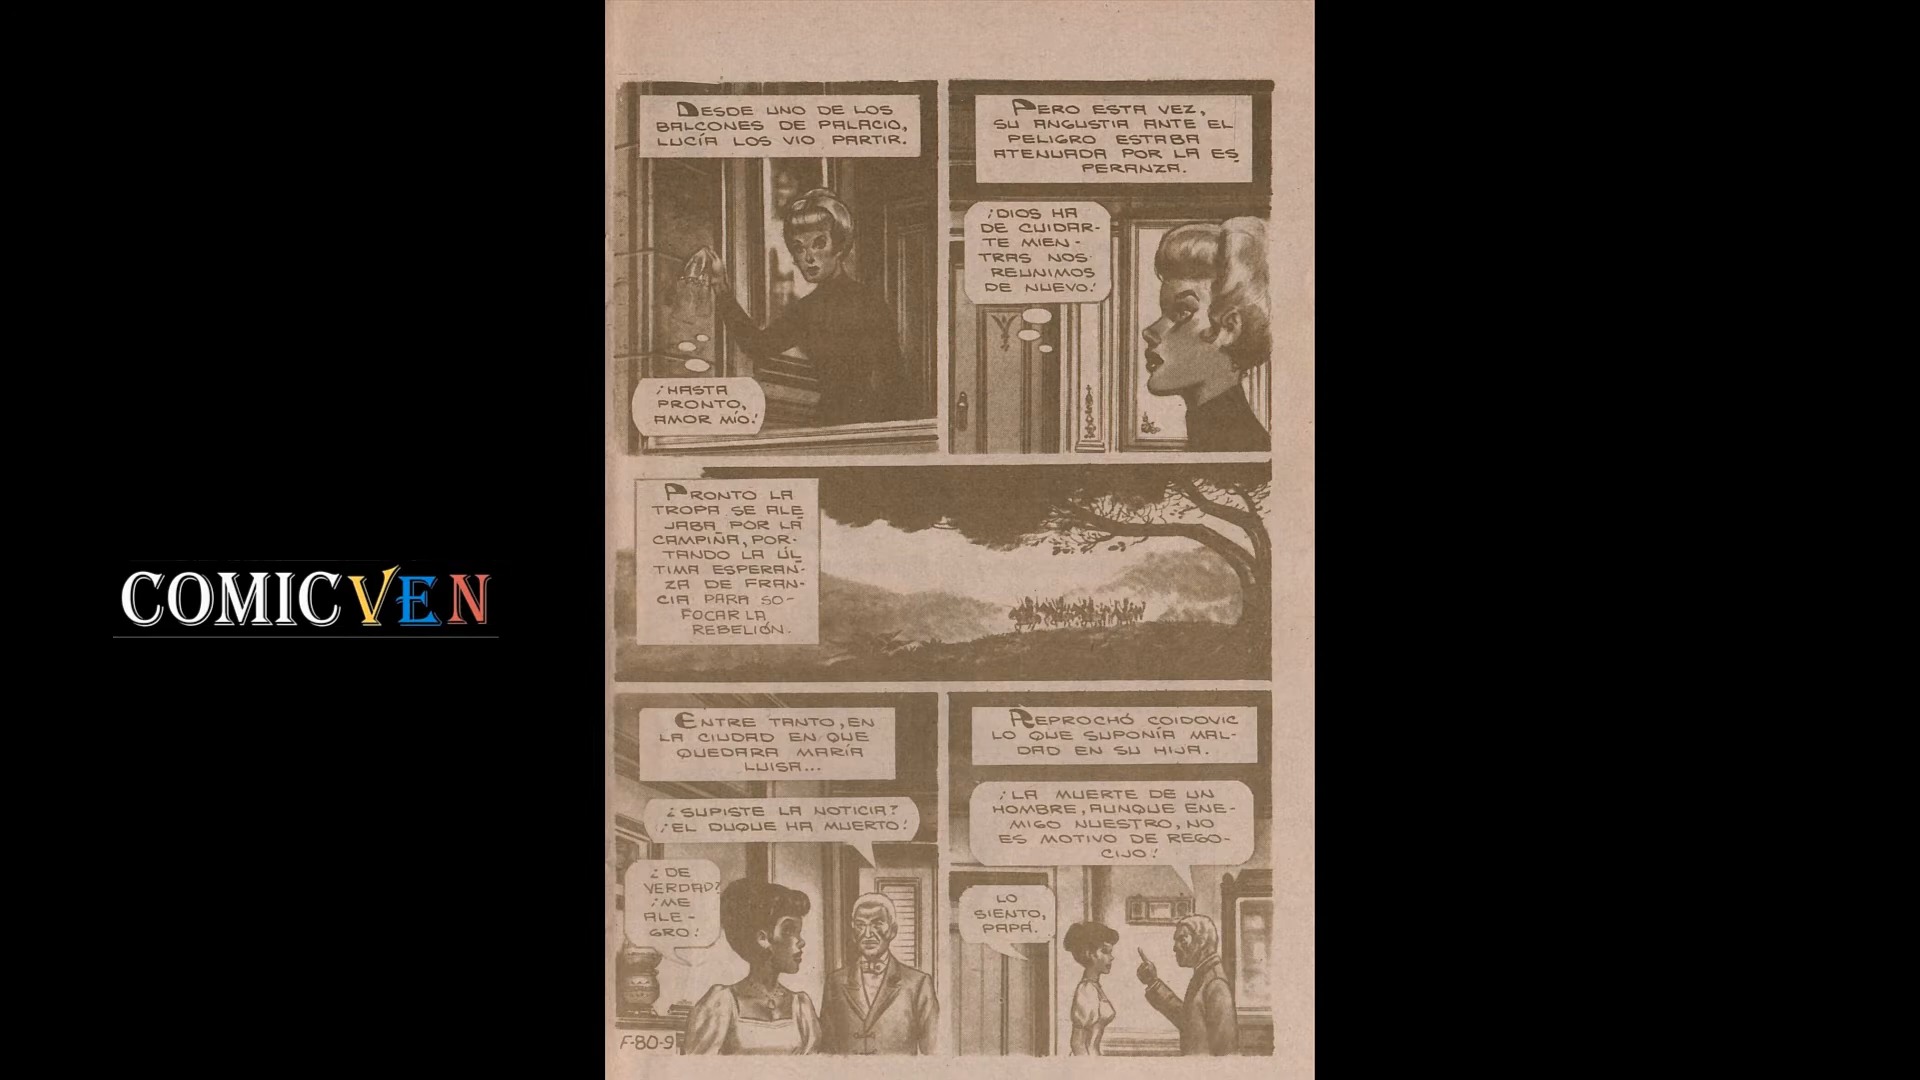 DESDE UNO DE LOS
BALCONES DE PALACIO,
LUCÍA LOS VIO PARTIR.
¡HASTA
PRONTO,
AMOR MÍO!
PERO ESTA VEZ,
SU ANGUSTIA ANTE EL
PELIGRO ESTABA
ATENUADA POR LA ES
PERANZA.
¡DIOS HA
DE CUIDAR-
TE MIEN-
TRAS NOS
REUNIMOS
DE NUEVO!
PRONTO LA
TROPA SE ALE
JABA POR LA
CAMPIÑA, POR-
TANDO LA ÚL
TIMA ESPERAN-
ZA DE FRAN-
CIA PARA SO-
FOCAR LA
REBELIÓN.
COMICVEN
ENTRE TANTO, EN
LA CIUDAD EN QUE
QUEDARA MARÍA
LUISA...
¿SUPISTE LA NOTICIA?
¡EL DUQUE HA MUERTO!
¿DE
VERDAD?
¡ME
ALE-
GRO!
F-80-9
REPROCHÓ COIDOVIC
LO QUE SUPONÍA MAL-
DAD EN SU HIJA.
¡LA MUERTE DE UN
HOMBRE, AUNQUE ENE-
MIGO NUESTRO, NO
ES MOTIVO DE REGO-
CIJO!
LO
SIENTO,
PAPÁ.